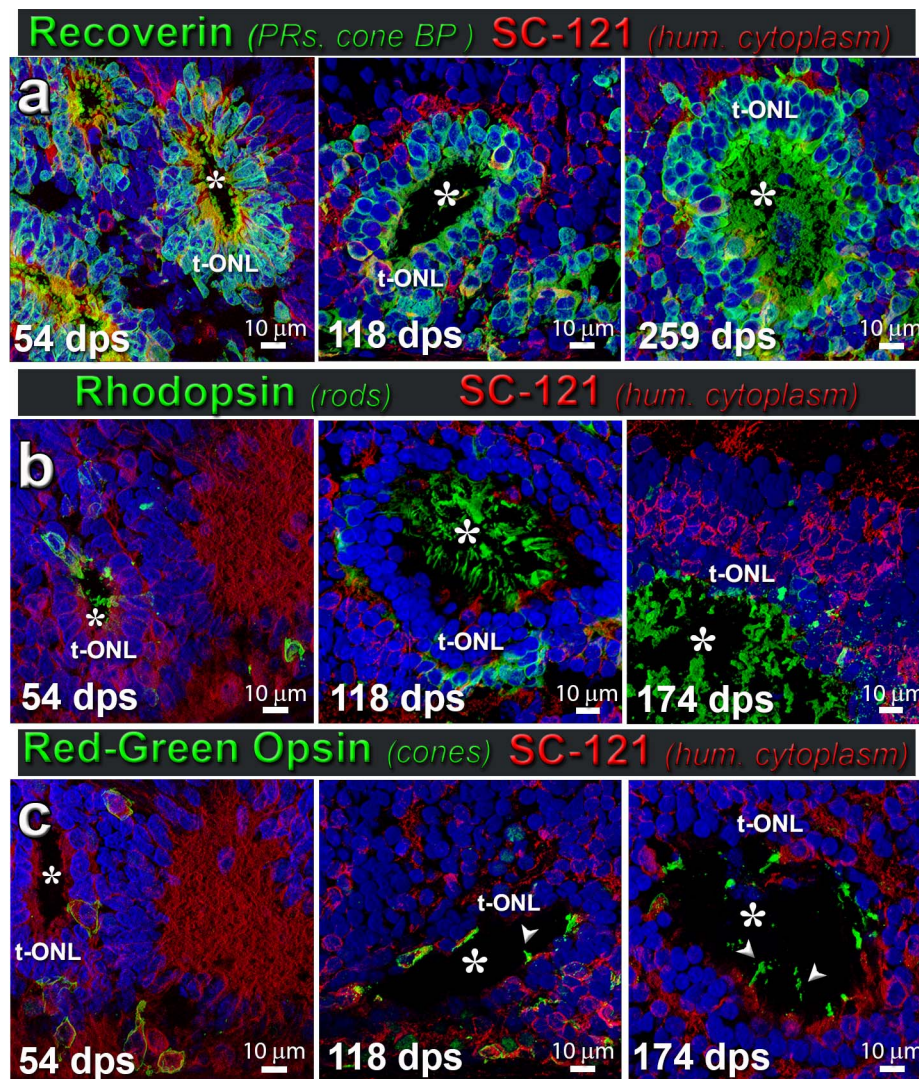 Recoverin (PRs. cone BP) SC-121 (hum. cytoplasm)
a
*
t-ONL
54 dps
10 μm
*
t-ONL
118 dps
10 μm
t-ONL
*
259 dps
10 μm
Rhodopsin (rods) SC-121 (hum. cytoplasm)
b
*
t-ONL
54 dps
10 μm
*
t-ONL
118 dps
10 μm
t-ONL
*
174 dps
10 μm
Red-Green Opsin (cones) SC-121 (hum. cytoplasm)
c
*
t-ONL
54 dps
10 μm
t-ONL
*
118 dps
10 μm
t-ONL
*
174 dps
10 μm